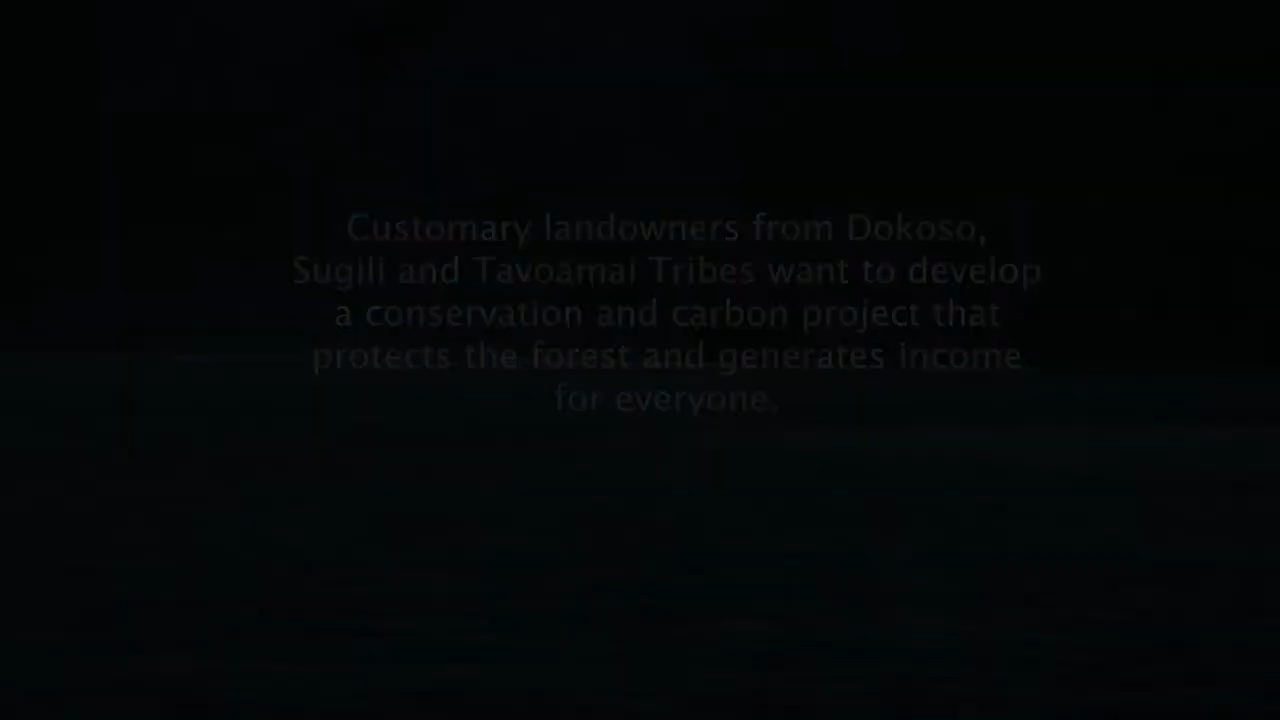 Customary landowners from Dokoso,
Sugili and Tavoamai Tribes want to develop
a conservation and carbon project that
protects the forest and generates income
for everyone.